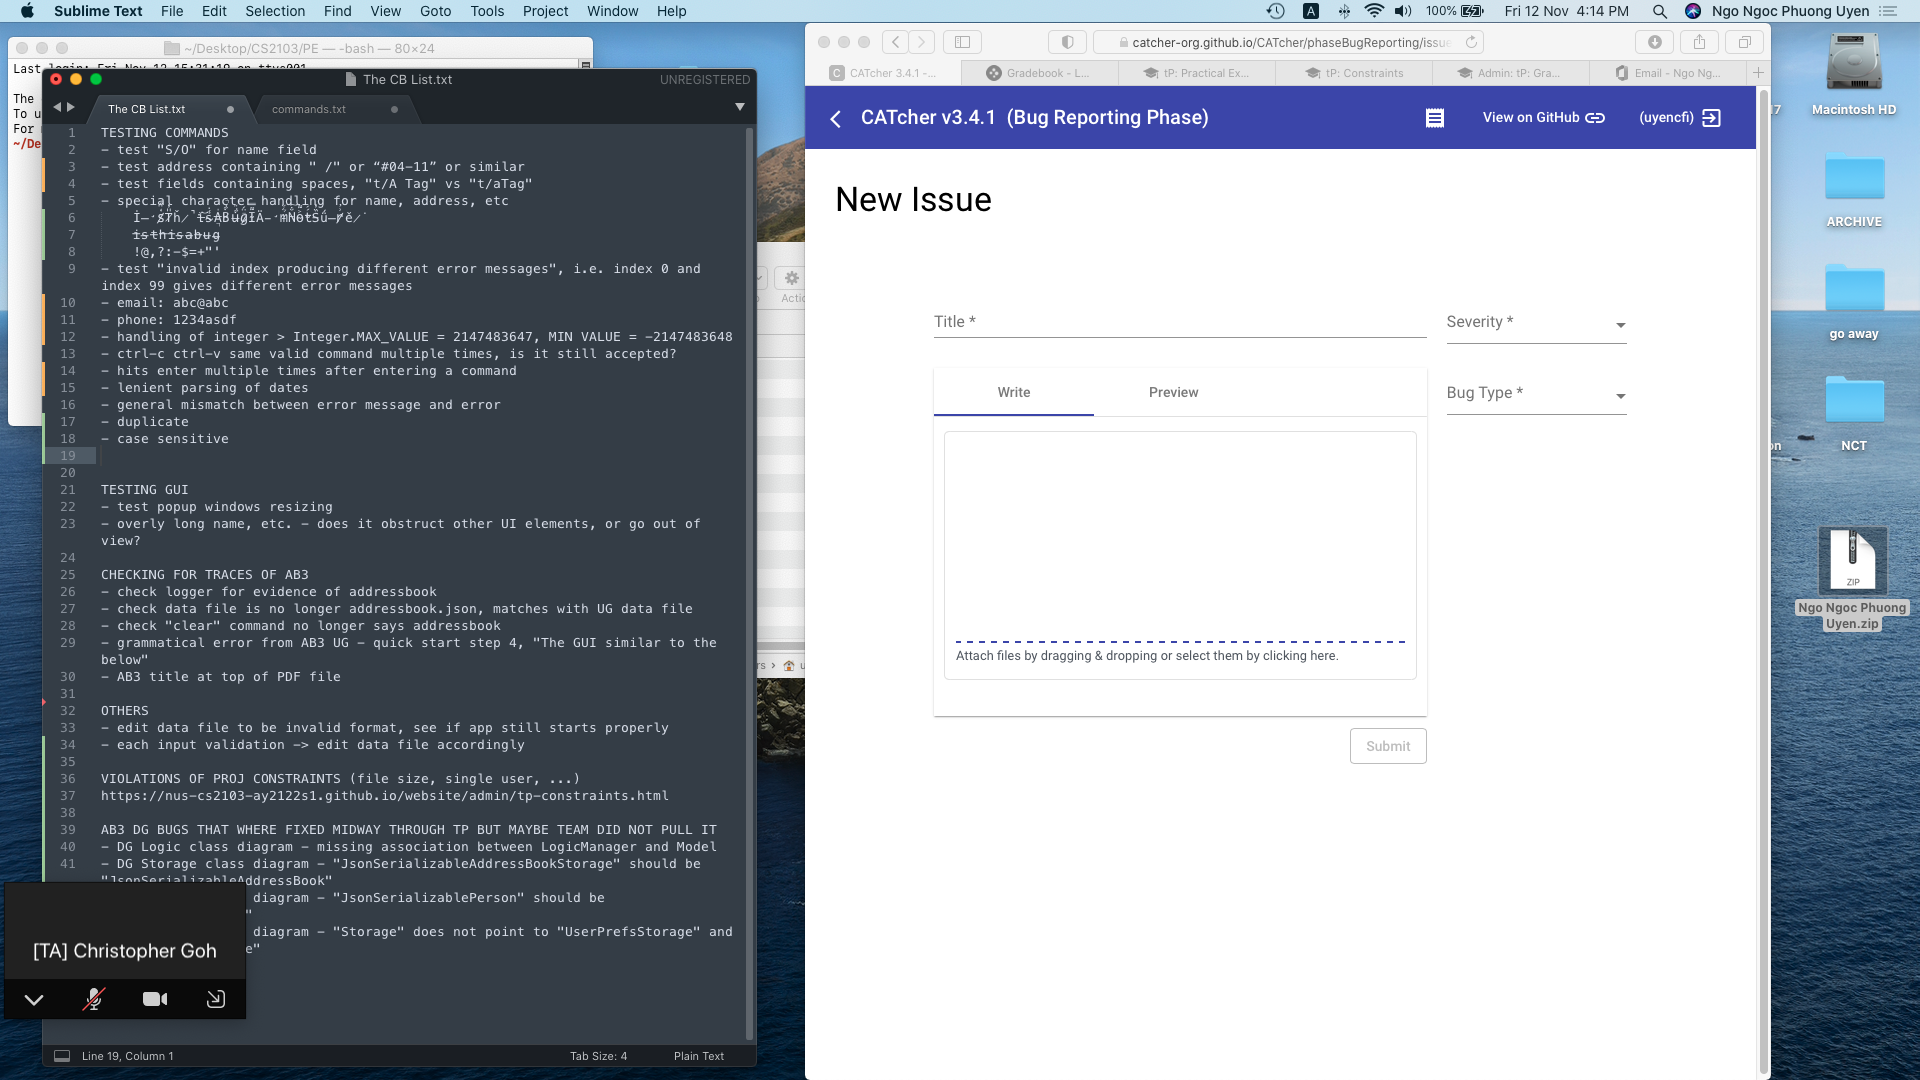 Sublime Text File Edit Selection Find View Goto Tools Project Window Help
100% Fri 12 Nov 4:14 PM Ngo Ngoc Phuong Uyen
~/Desktop/CS2103/PE — -bash — 80×24
The CB List.txt
UNREGISTERED
The CB List.txt
commands.txt
The
To u
For
~/De
1 TESTING COMMANDS
2 - test "S/O" for name field
3 - test address containing " /" or “#04-11” or similar
4 - test fields containing spaces, "t/A Tag" vs "t/aTag"
5 - special character handling for name, address, etc
6
7 isthisabug
8 !@,?:-$=+"'
9 - test "invalid index producing different error messages", i.e. index 0 and
index 99 gives different error messages
10 - email: abc@abc
11 - phone: 1234asdf
12 - handling of integer > Integer.MAX_VALUE = 2147483647, MIN VALUE = -2147483648
13 - ctrl-c ctrl-v same valid command multiple times, is it still accepted?
14 - hits enter multiple times after entering a command
15 - lenient parsing of dates
16 - general mismatch between error message and error
17 - duplicate
18 - case sensitive
19
20
21 TESTING GUI
22 - test popup windows resizing
23 - overly long name, etc. - does it obstruct other UI elements, or go out of
view?
24
25 CHECKING FOR TRACES OF AB3
26 - check logger for evidence of addressbook
27 - check data file is no longer addressbook.json, matches with UG data file
28 - check "clear" command no longer says addressbook
29 - grammatical error from AB3 UG - quick start step 4, "The GUI similar to the
below"
30 - AB3 title at top of PDF file
31
32 OTHERS
33 - edit data file to be invalid format, see if app still starts properly
34 - each input validation -> edit data file accordingly
35
36 VIOLATIONS OF PROJ CONSTRAINTS (file size, single user, ...)
37 https://nus-cs2103-ay2122s1.github.io/website/admin/tp-constraints.html
38
39 AB3 DG BUGS THAT WHERE FIXED MIDWAY THROUGH TP BUT MAYBE TEAM DID NOT PULL IT
40 - DG Logic class diagram - missing association between LogicManager and Model
41 - DG Storage class diagram - "JsonSerializableAddressBookStorage" should be
"JsonSerializableAddressBook"
diagram - "JsonSerializablePerson" should be
"
diagram - "Storage" does not point to "UserPrefsStorage" and
e"
[TA] Christopher Goh
Line 19, Column 1
Tab Size: 4
Plain Text
catcher-org.github.io/CATcher/phaseBugReporting/issue
CATcher 3.4.1 -...
Gradebook - L...
tP: Practical Ex...
tP: Constraints
Admin: tP: Gra...
Email - Ngo Ng...
CATcher v3.4.1 (Bug Reporting Phase)
View on GitHub
(uyencfi)
New Issue
Title *
Severity *
Write
Preview
Bug Type *
Attach files by dragging & dropping or select them by clicking here.
Submit
Macintosh HD
ARCHIVE
go away
NCT
ZIP
Ngo Ngoc Phuong
Uyen.zip